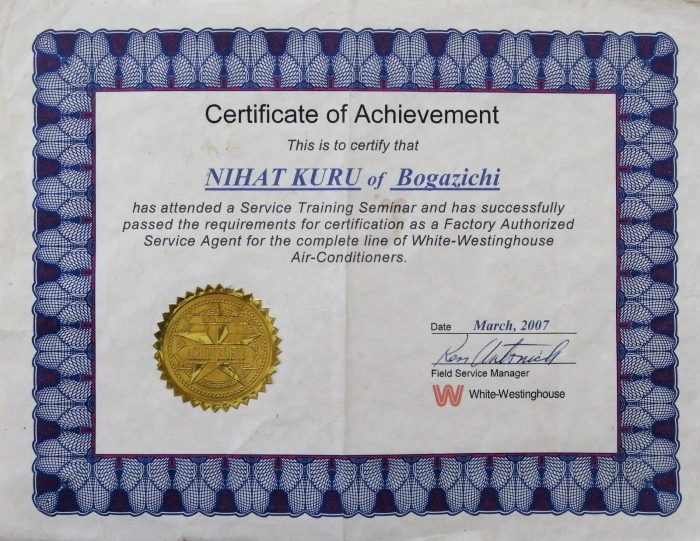 Certificate of Achievement
This is to certify that
NIHAT KURU of Bogazichi
has attended a Service Training Seminar and has successfully
passed the requirements for certification as a Factory Authorized
Service Agent for the complete line of White-Westinghouse
Air-Conditioners.
Date March, 2007
Ken Antonich
Field Service Manager
W White-Westinghouse